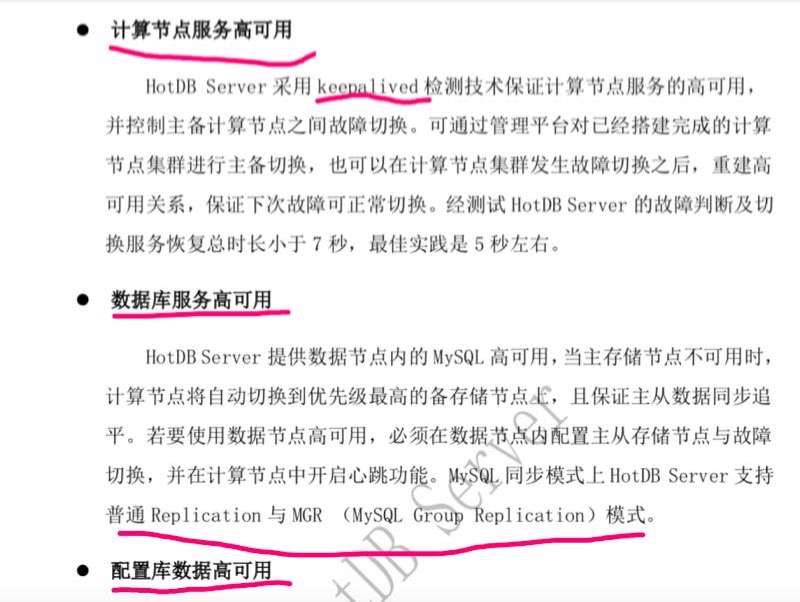 ● 计算节点服务高可用
HotDB Server 采用 keepalived 检测技术保证计算节点服务的高可用，
并控制主备计算节点之间故障切换。可通过管理平台对已经搭建完成的计算
节点集群进行主备切换，也可以在计算节点集群发生故障切换之后，重建高
可用关系，保证下次故障可正常切换。经测试 HotDB Server 的故障判断及切
换服务恢复总时长小于 7 秒，最佳实践是 5 秒左右。
● 数据库服务高可用
HotDB Server 提供数据节点内的 MySQL 高可用，当主存储节点不可用时，
计算节点将自动切换到优先级最高的备存储节点上，且保证主从数据同步追
平。若要使用数据节点高可用，必须在数据节点内配置主从存储节点与故障
切换，并在计算节点中开启心跳功能。MySQL 同步模式上 HotDB Server 支持
普通 Replication 与 MGR （MySQL Group Replication）模式。
● 配置库数据高可用
otDB Server